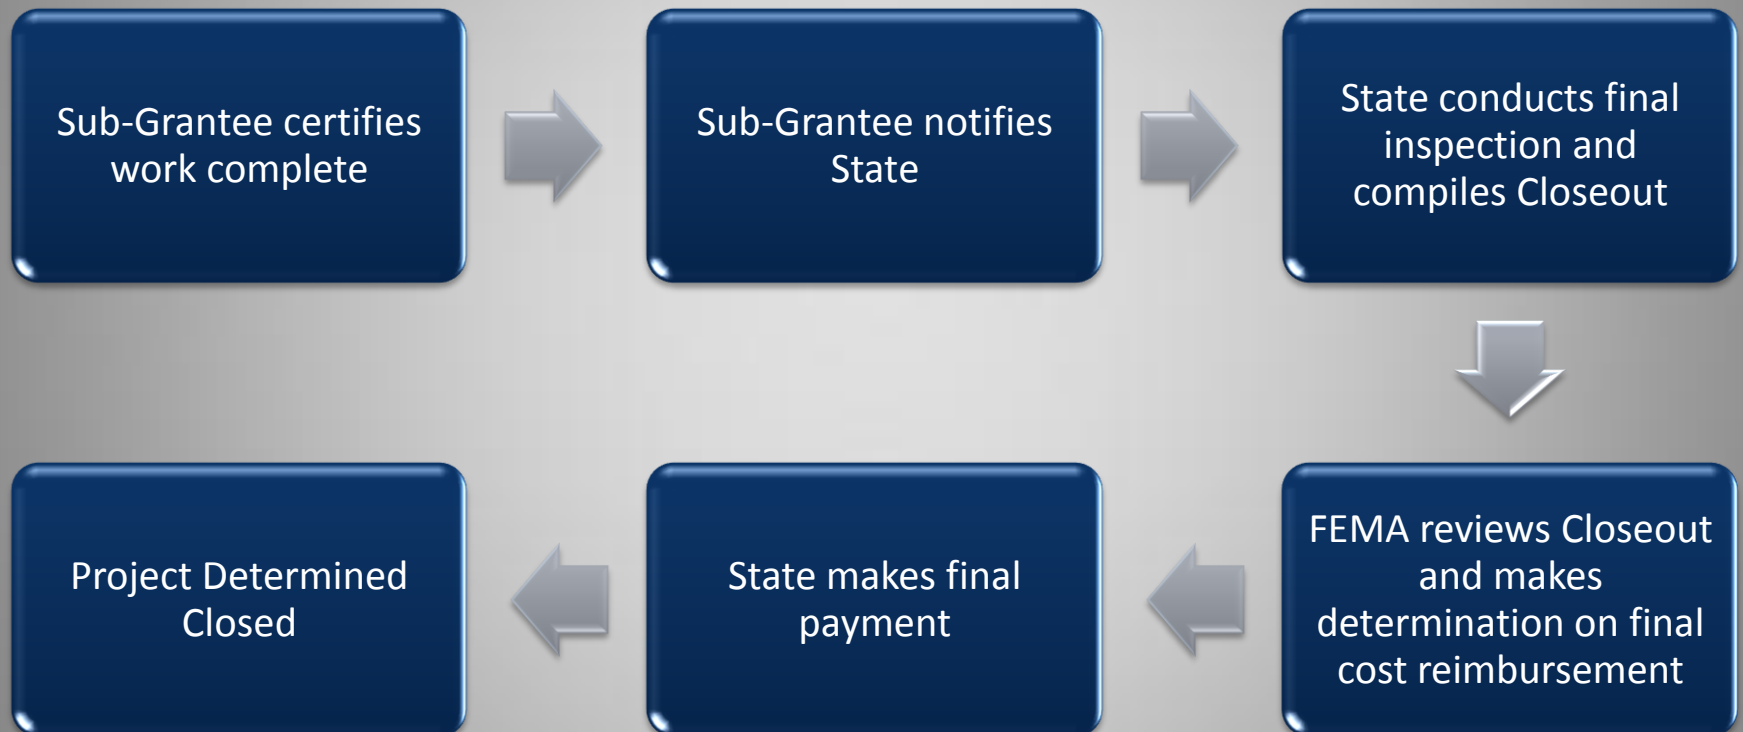 Sub-Grantee certifies
work complete
Sub-Grantee notifies
State
State conducts final
inspection and
compiles Closeout
FEMA reviews Closeout
and makes
determination on final
cost reimbursement
State makes final
payment
Project Determined
Closed